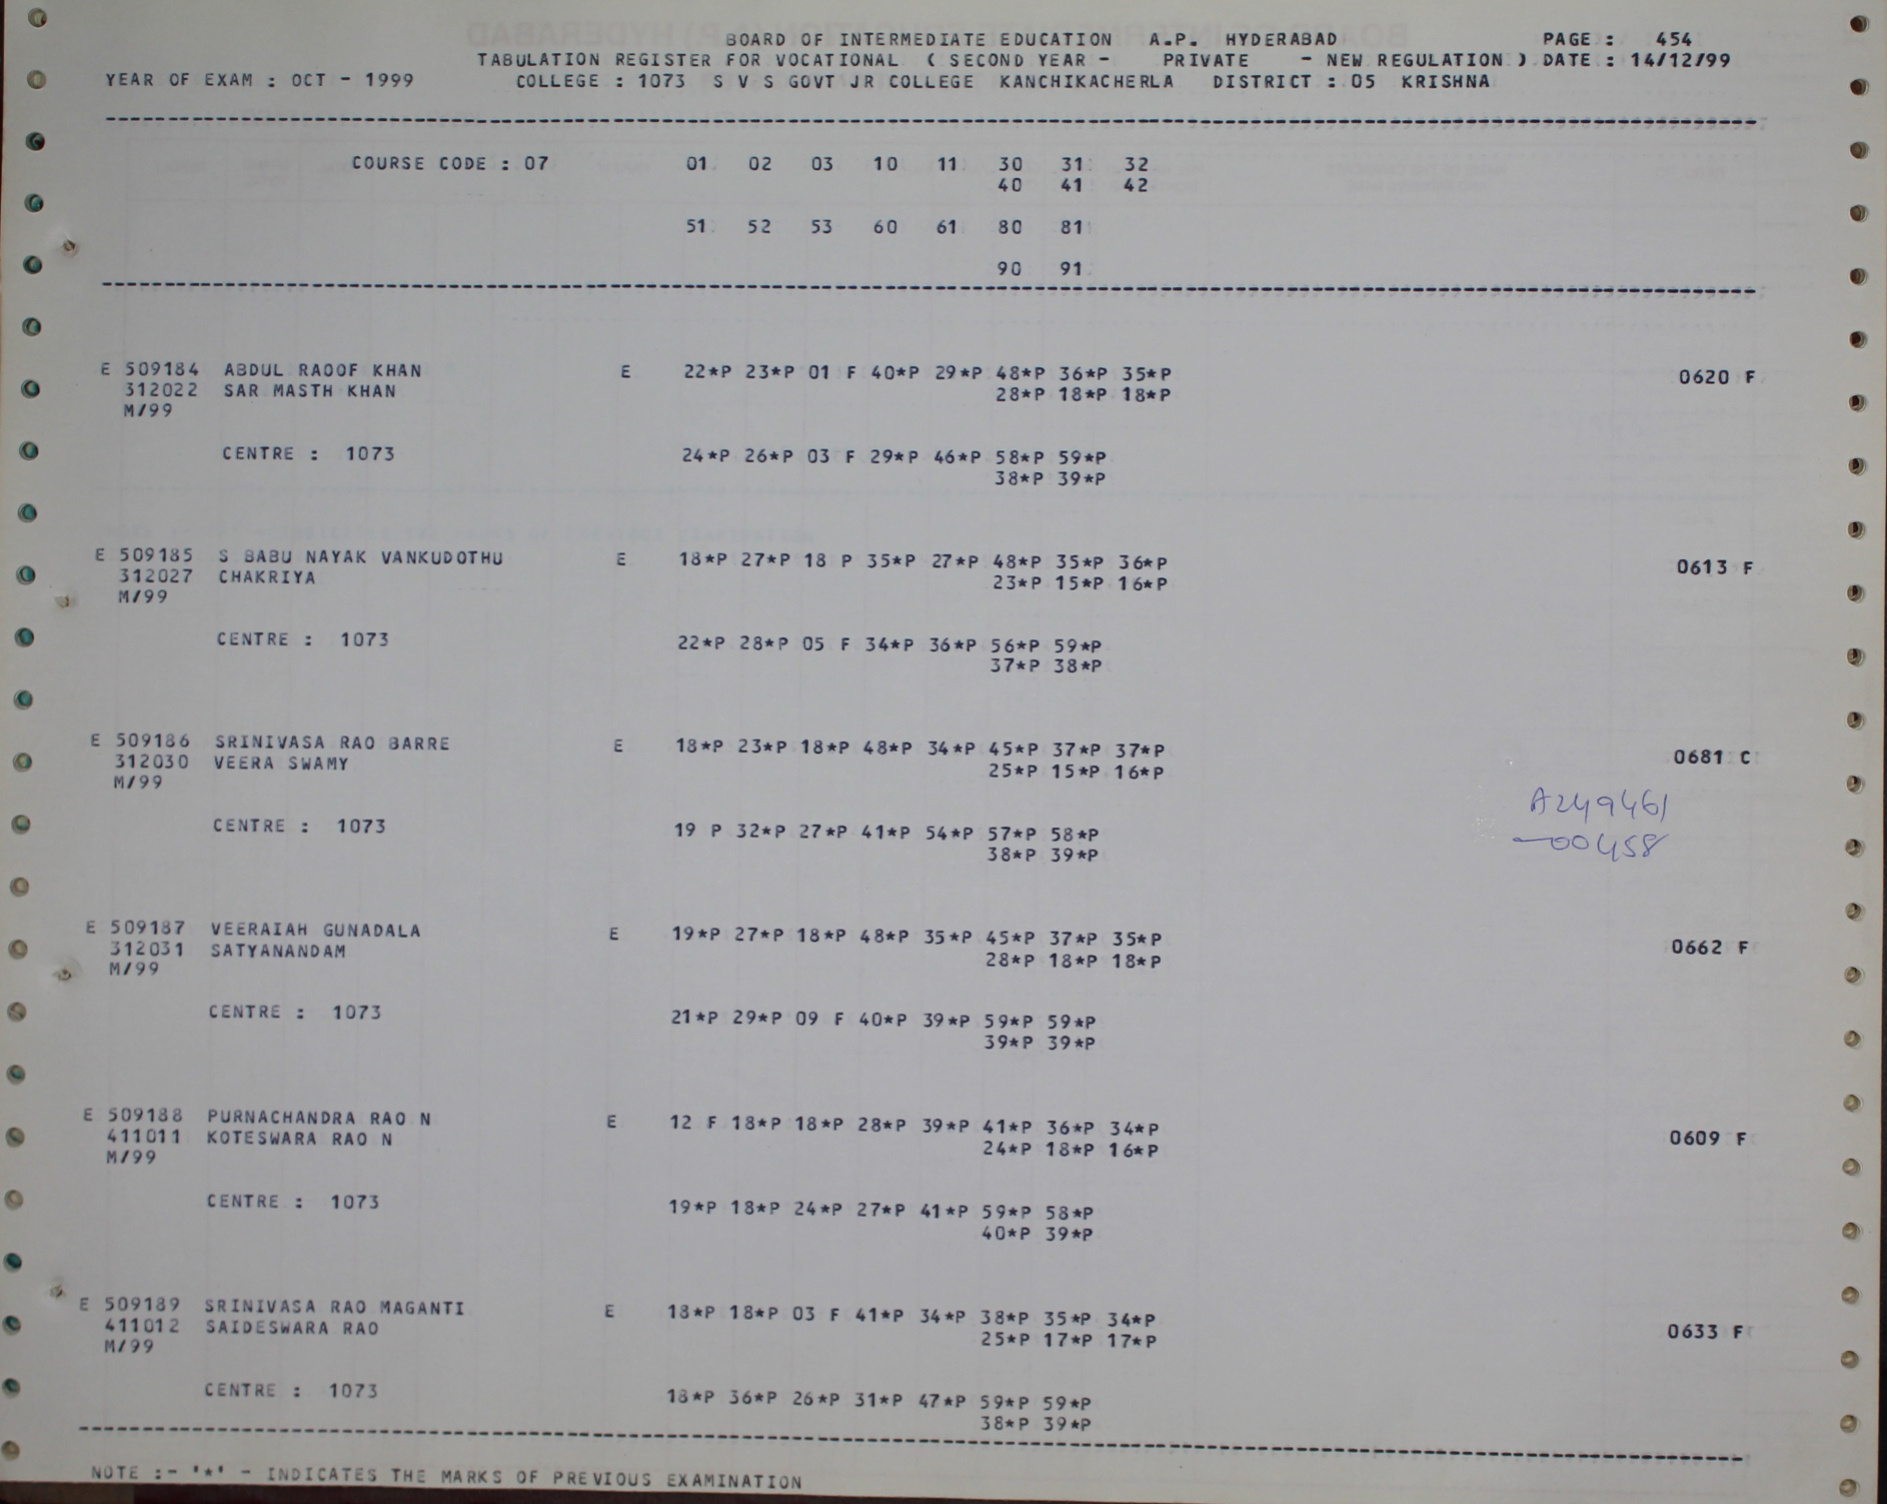 BOARD OF INTERMEDIATE EDUCATION A.P. HYDERABAD PAGE : 454
TABULATION REGISTER FOR VOCATIONAL ( SECOND YEAR - PRIVATE - NEW REGULATION ) DATE : 14/12/99
YEAR OF EXAM : OCT - 1999 COLLEGE : 1073 S V S GOVT JR COLLEGE KANCHIKACHERLA DISTRICT : 05 KRISHNA
COURSE CODE : 07 01 02 03 10 11 30 31 32
40 41 42
51 52 53 60 61 80 81
90 91
E 509184 ABDUL RAOOF KHAN E 22*P 23*P 01 F 40*P 29*P 48*P 36*P 35*P 0620 F
312022 SAR MASTH KHAN 28*P 18*P 18*P
M/99
CENTRE : 1073 24*P 26*P 03 F 29*P 46*P 58*P 59*P
38*P 39*P
E 509185 S BABU NAYAK VANKUDOTHU E 18*P 27*P 18 P 35*P 27*P 48*P 35*P 36*P 0613 F
312027 CHAKRIYA 23*P 15*P 16*P
M/99
CENTRE : 1073 22*P 28*P 05 F 34*P 36*P 56*P 59*P
37*P 38*P
E 509186 SRINIVASA RAO BARRE E 18*P 23*P 18*P 48*P 34*P 45*P 37*P 37*P 0681 C
312030 VEERA SWAMY 25*P 15*P 16*P
M/99
A249461
CENTRE : 1073 19 P 32*P 27*P 41*P 54*P 57*P 58*P
38*P 39*P
00458
E 509187 VEERAIAH GUNADALA E 19*P 27*P 18*P 48*P 35*P 45*P 37*P 35*P 0662 F
312031 SATYANANDAM 28*P 18*P 18*P
M/99
CENTRE : 1073 21*P 29*P 09 F 40*P 39*P 59*P 59*P
39*P 39*P
E 509188 PURNACHANDRA RAO N E 12 F 18*P 18*P 28*P 39*P 41*P 36*P 34*P 0609 F
411011 KOTESWARA RAO N 24*P 18*P 16*P
M/99
CENTRE : 1073 19*P 18*P 24*P 27*P 41*P 59*P 58*P
40*P 39*P
E 509189 SRINIVASA RAO MAGANTI E 18*P 18*P 03 F 41*P 34*P 38*P 35*P 34*P 0633 F
411012 SAIDESWARA RAO 25*P 17*P 17*P
M/99
CENTRE : 1073 18*P 36*P 26*P 31*P 47*P 59*P 59*P
38*P 39*P
NOTE :- '*' - INDICATES THE MARKS OF PREVIOUS EXAMINATION